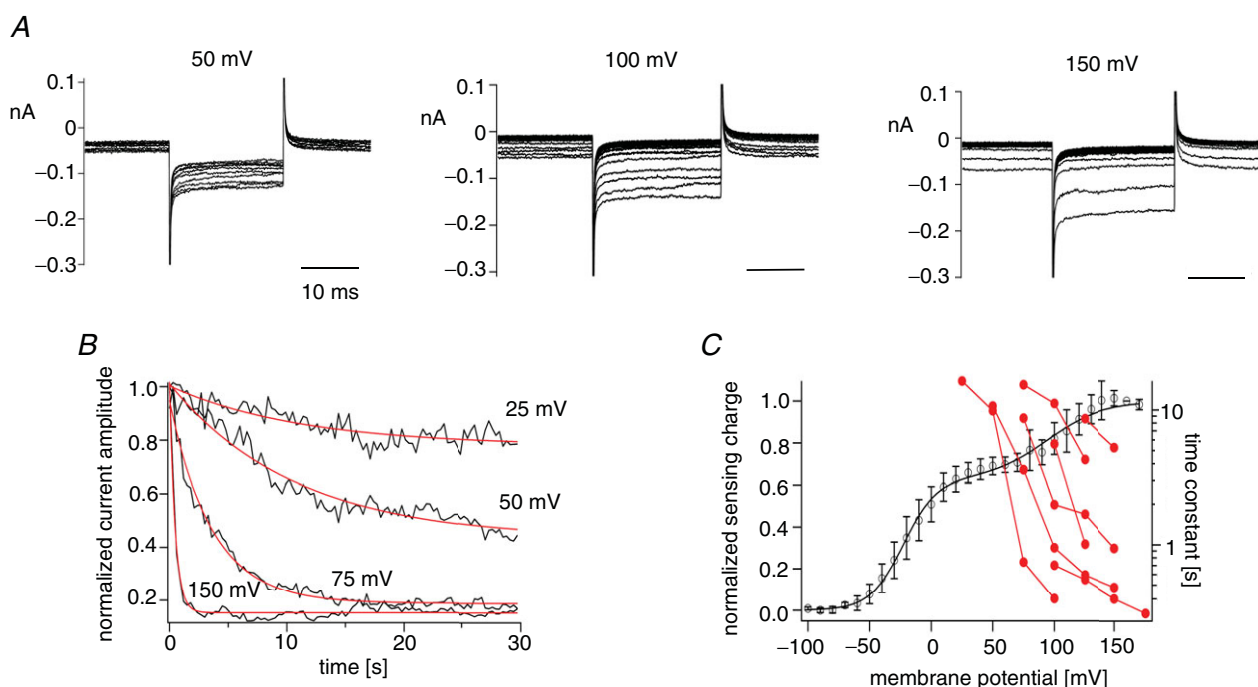 A
50 mV
100 mV
150 mV
nA
0.1
0
−0.1
−0.2
−0.3
10 ms
nA
0.1
0
−0.1
−0.2
−0.3
nA
0.1
0
−0.1
−0.2
−0.3
B
normalized current amplitude
1.0
0.8
0.6
0.4
0.2
25 mV
50 mV
75 mV
150 mV
0
10
20
30
time [s]
C
normalized sensing charge
1.0
0.8
0.6
0.4
0.2
0.0
10
1
time constant [s]
−100
−50
0
50
100
150
membrane potential [mV]